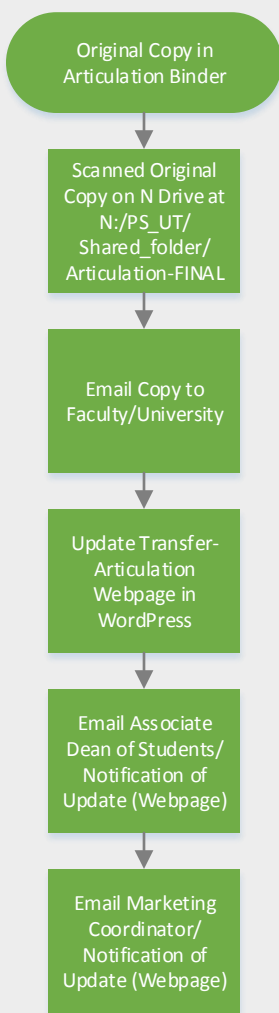 Original Copy in
Articulation Binder
Scanned Original
Copy on N Drive at
N:/PS_UT/
Shared_folder/
Articulation-FINAL
Email Copy to
Faculty/University
Update Transfer-
Articulation
Webpage in
WordPress
Email Associate
Dean of Students/
Notification of
Update (Webpage)
Email Marketing
Coordinator/
Notification of
Update (Webpage)